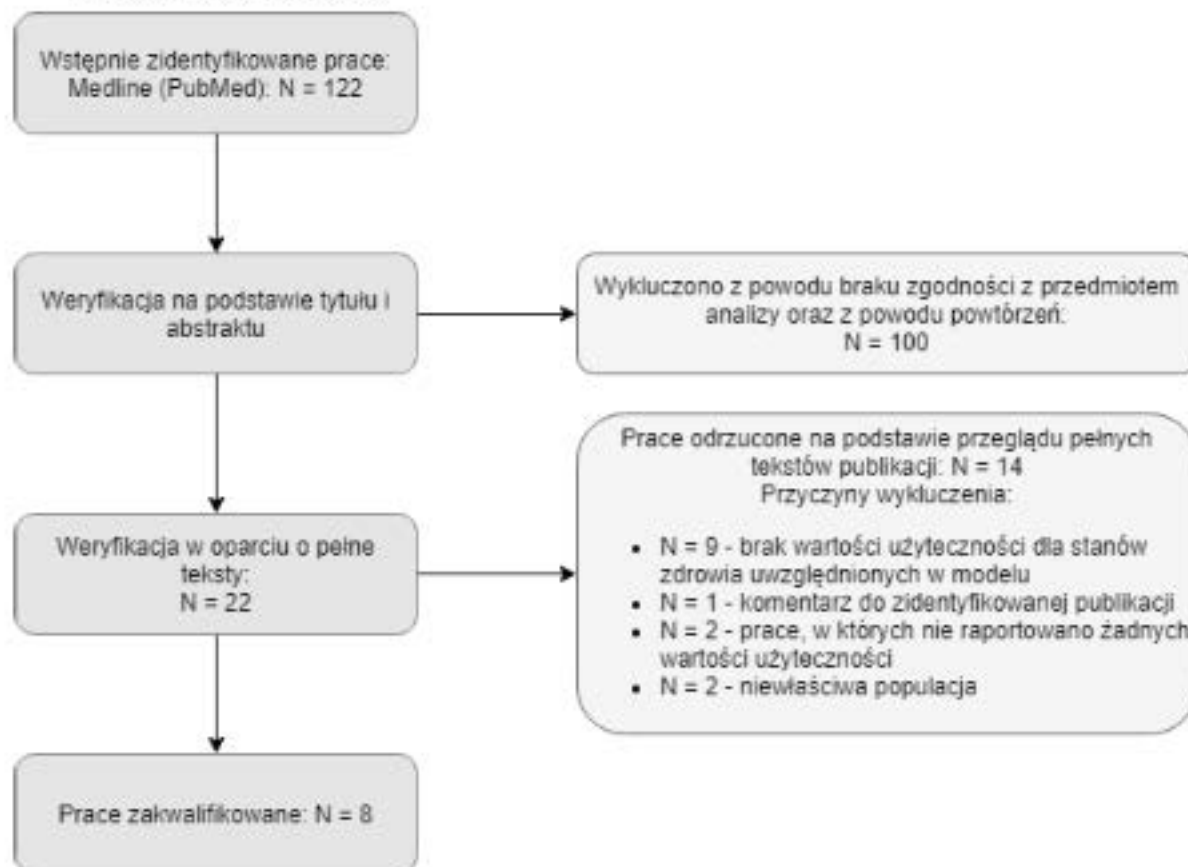 Wstępnie zidentyfikowane prace:
Medline (PubMed): N = 122
Weryfikacja na podstawie tytułu i
abstraktu
Wykluczono z powodu braku zgodności z przedmiotem
analizy oraz z powodu powtórzeń:
N = 100
Prace odrzucone na podstawie przeglądu pełnych
tekstów publikacji: N = 14
Przyczyny wykluczenia:
• N = 9 - brak wartości użyteczności dla stanów
zdrowia uwzględnionych w modelu
• N = 1 - komentarz do zidentyfikowanej publikacji
• N = 2 - prace, w których nie raportowano żadnych
wartości użyteczności
• N = 2 - niewłaściwa populacja
Weryfikacja w oparciu o pełne
teksty:
N = 22
Prace zakwalifikowane: N = 8